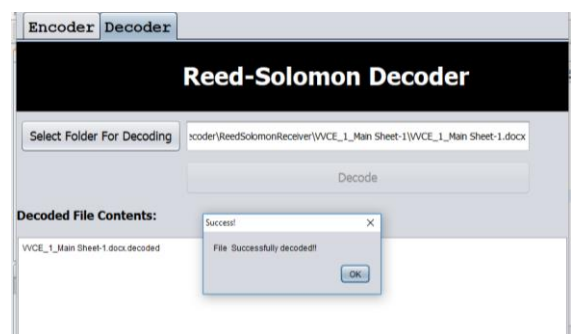 Encoder Decoder
Reed-Solomon Decoder
Select Folder For Decoding
:coder\ReedSolomonReceiver\VVCE_1_Main Sheet-1\VVCE_1_Main Sheet-1.docx
Decode
Decoded File Contents:
Success!
VVCE_1_Main Sheet-1.docx.decoded
File Successfully decoded!!
OK